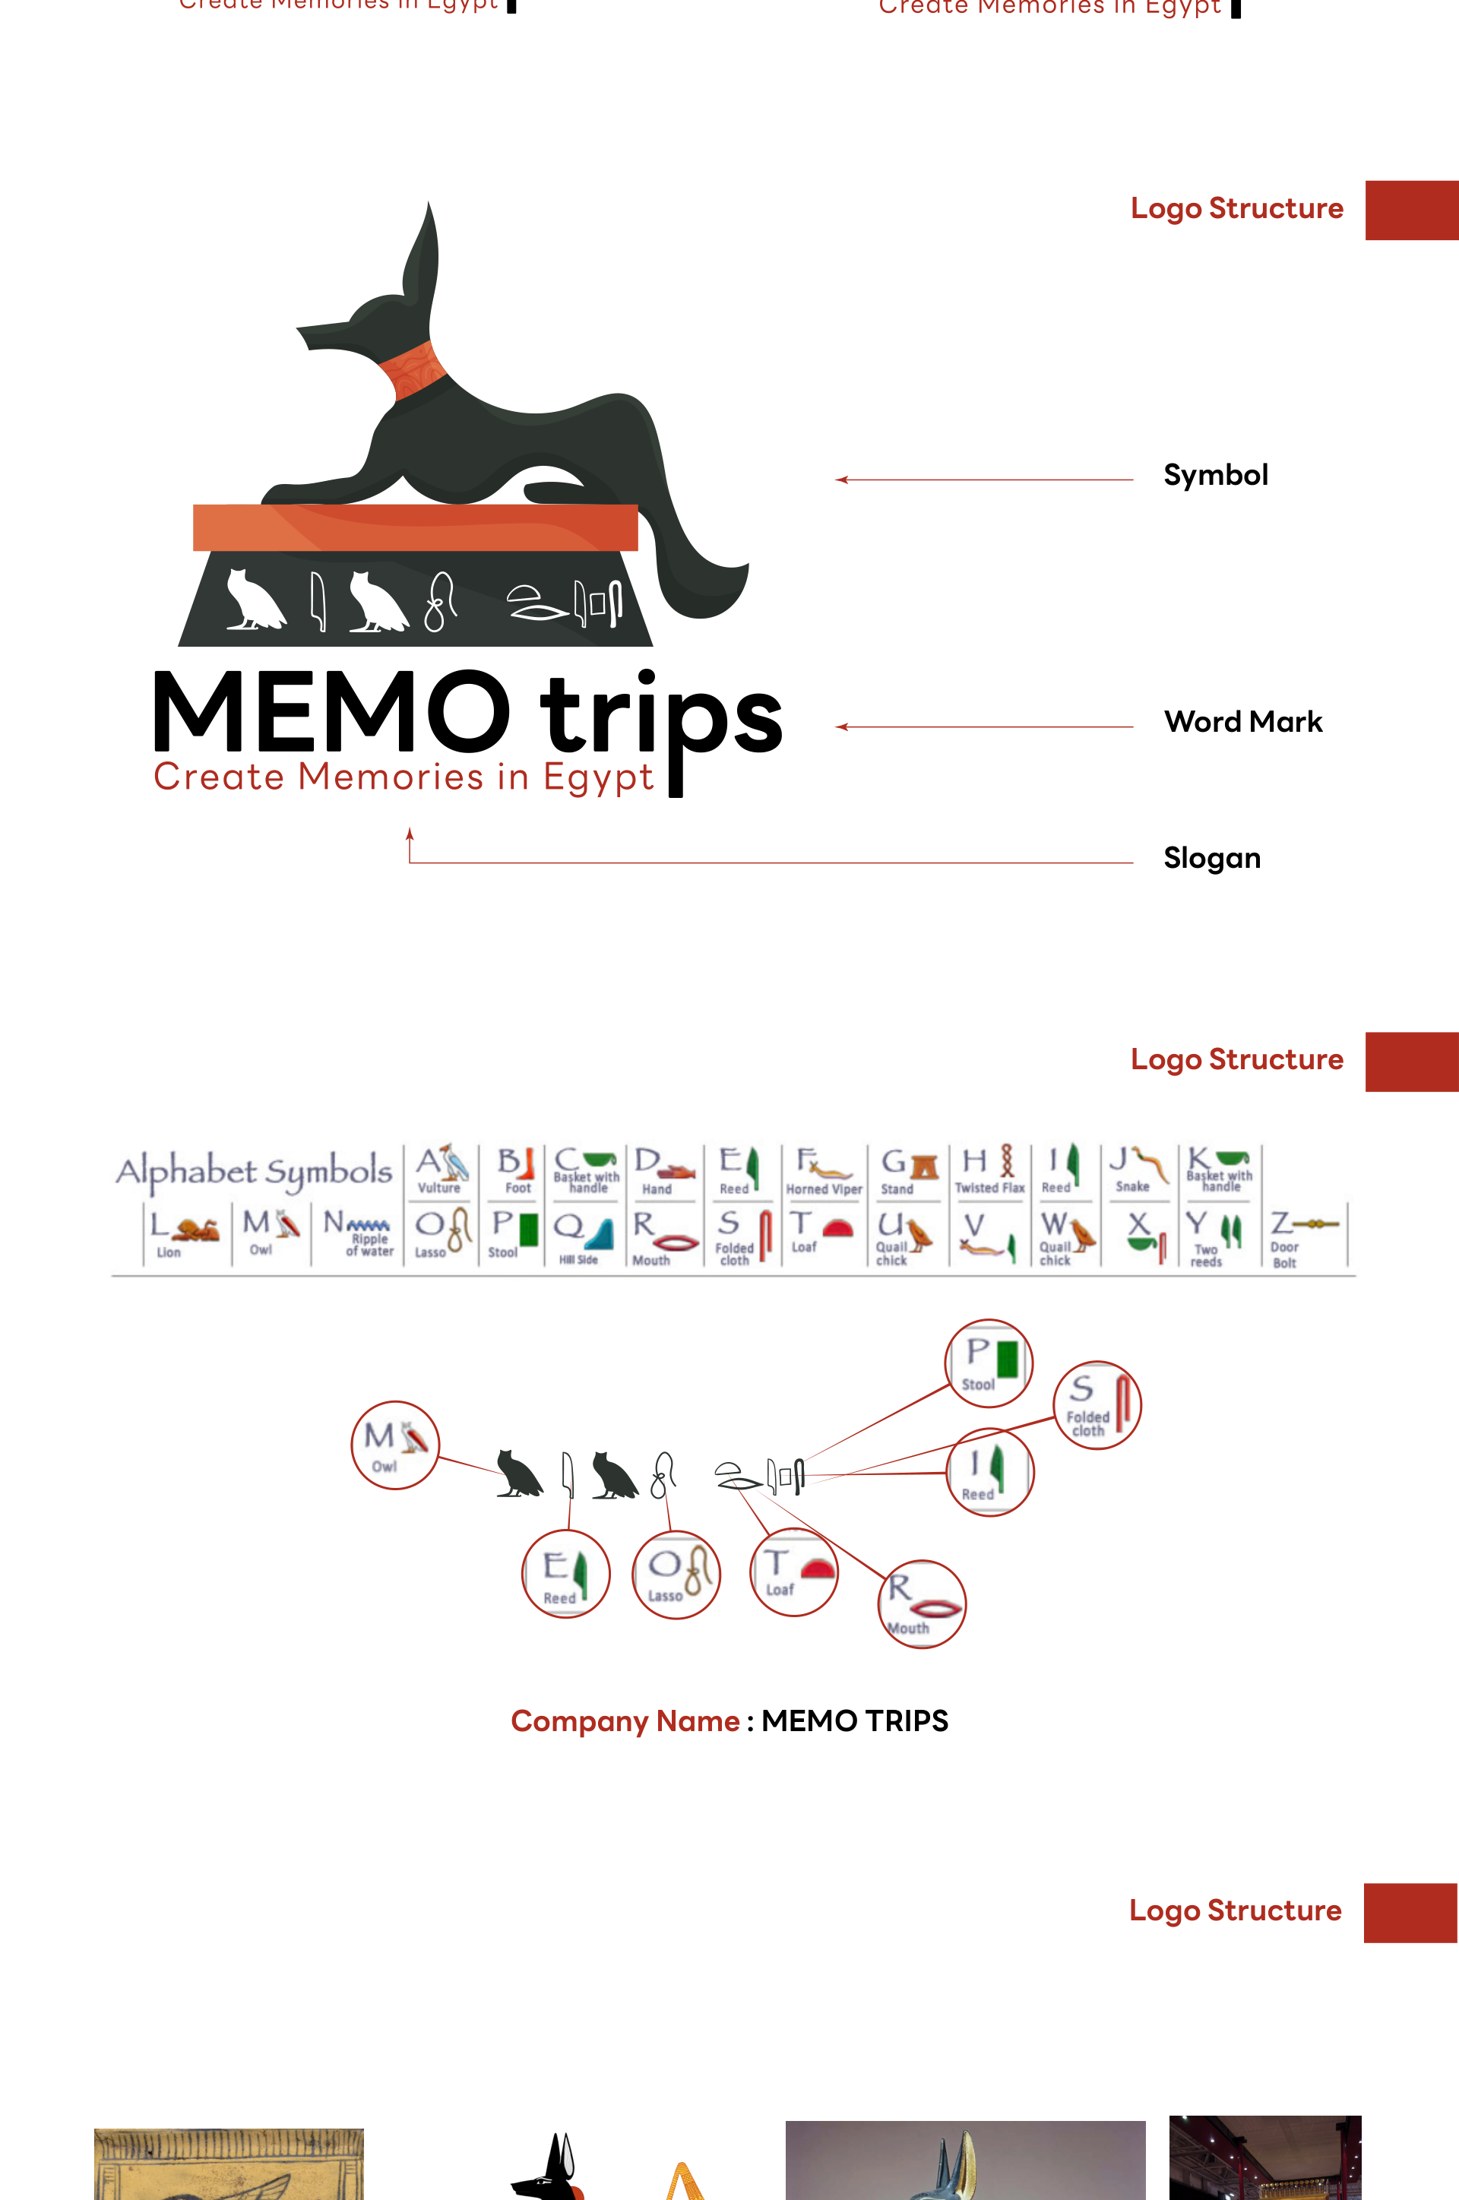 Create Memories in Egypt
Create Memories in Egypt
Logo Structure
Symbol
MEMO trips
Create Memories in Egypt
Word Mark
Slogan
Logo Structure
Alphabet Symbols
A Vulture
B Foot
C Basket with handle
D Hand
E Reed
F Horned Viper
G Stand
H Twisted Flax
I Reed
J Snake
K Basket with handle
L Lion
M Owl
N Ripple of water
O Lasso
P Stool
Q Hill Side
R Mouth
S Folded cloth
T Loaf
U Quail chick
V
W Quail chick
X
Y Two reeds
Z Door Bolt
P Stool
S Folded cloth
M Owl
I Reed
E Reed
O Lasso
T Loaf
R Mouth
Company Name : MEMO TRIPS
Logo Structure